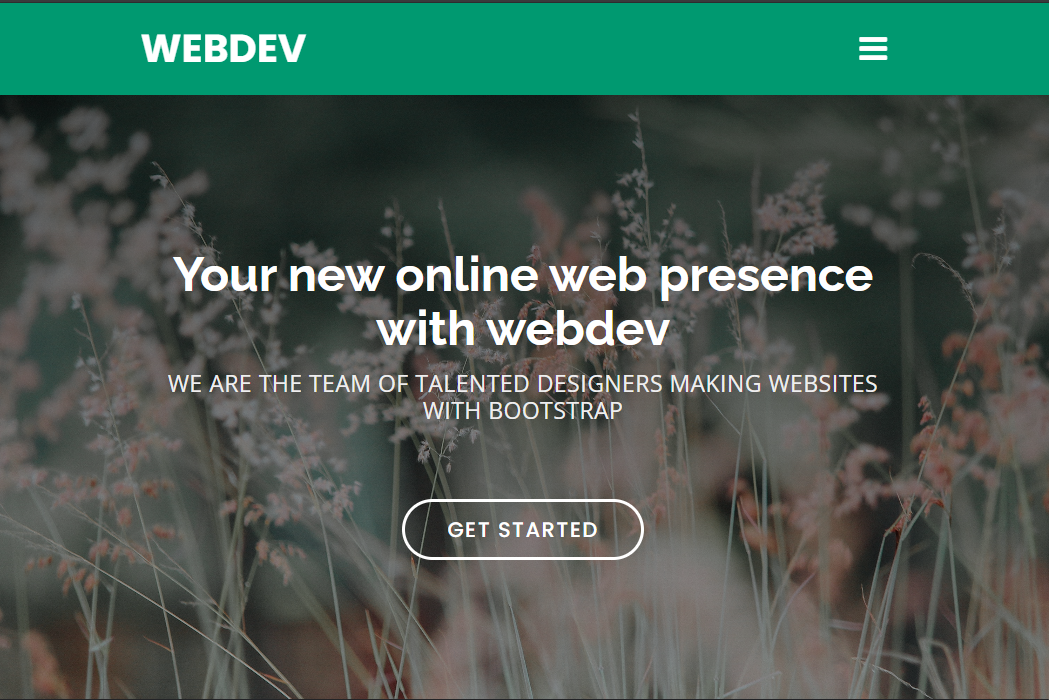 WEBDEV
Your new online web presence
with webdev
WE ARE THE TEAM OF TALENTED DESIGNERS MAKING WEBSITES
WITH BOOTSTRAP
GET STARTED